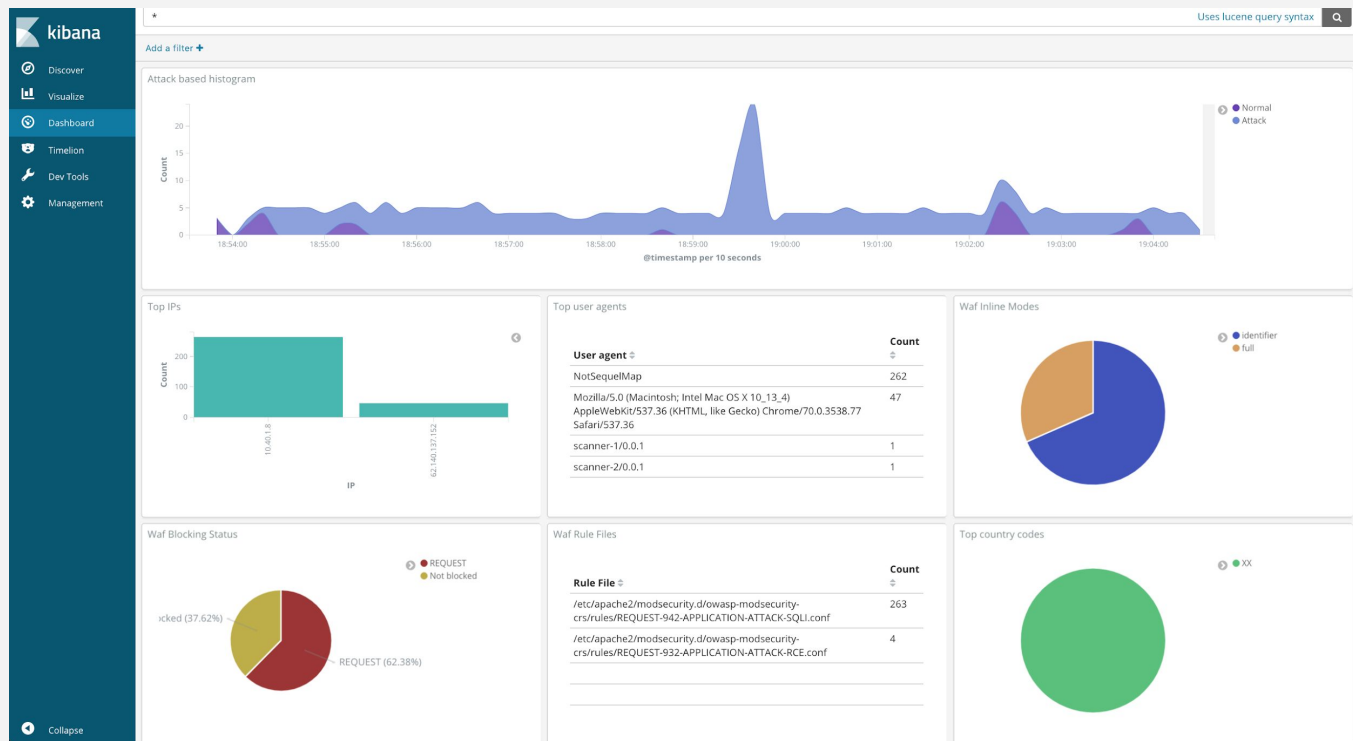 kibana
Discover
Visualize
Dashboard
Timelion
Dev Tools
Management
Collapse
*
Uses lucene query syntax
Add a filter +
Attack based histogram
Count
20
15
10
5
0
18:54:00 18:55:00 18:56:00 18:57:00 18:58:00 18:59:00 19:00:00 19:01:00 19:02:00 19:03:00 19:04:00
@timestamp per 10 seconds
Normal
Attack
Top IPs
Count
200
100
0
10.40.1.8
62.140.137.152
IP
Top user agents
User agent Count
NotSequelMap 262
Mozilla/5.0 (Macintosh; Intel Mac OS X 10_13_4) 47
AppleWebKit/537.36 (KHTML, like Gecko) Chrome/70.0.3538.77
Safari/537.36
scanner-1/0.0.1 1
scanner-2/0.0.1 1
Waf Inline Modes
identifier
full
Waf Blocking Status
REQUEST
Not blocked
ocked (37.62%)
REQUEST (62.38%)
Waf Rule Files
Rule File Count
/etc/apache2/modsecurity.d/owasp-modsecurity- 263
crs/rules/REQUEST-942-APPLICATION-ATTACK-SQLI.conf
/etc/apache2/modsecurity.d/owasp-modsecurity- 4
crs/rules/REQUEST-932-APPLICATION-ATTACK-RCE.conf
Top country codes
XX